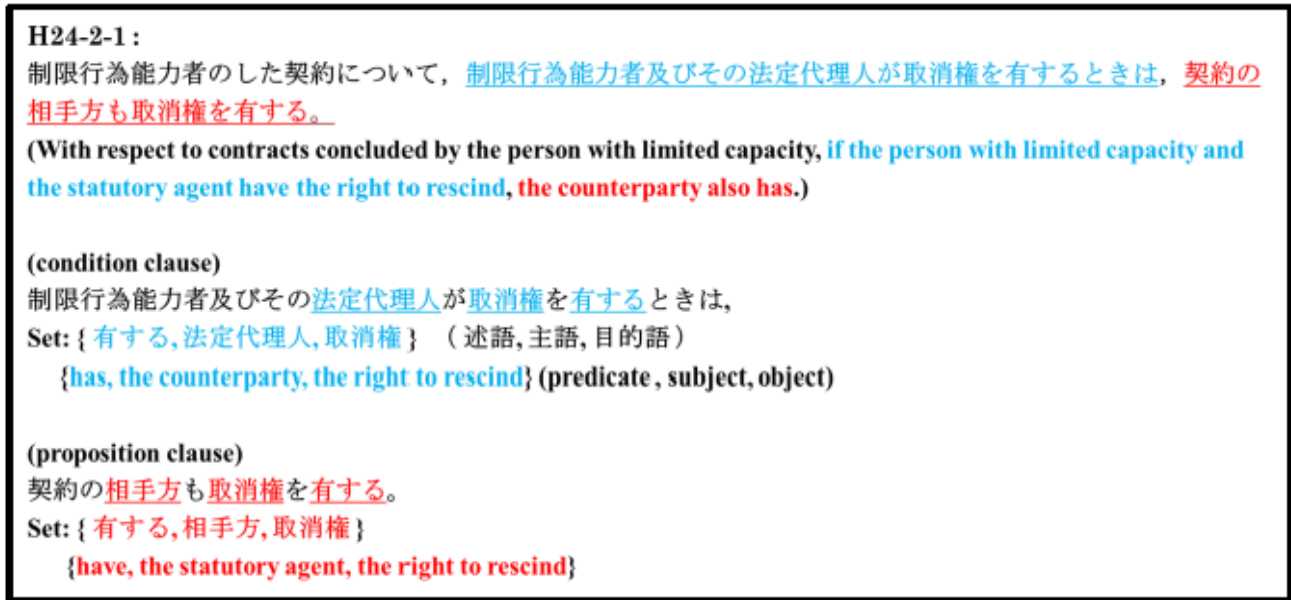 H24-2-1 :
制限行為能力者のした契約について，制限行為能力者及びその法定代理人が取消権を有するときは，契約の
相手方も取消権を有する。
(With respect to contracts concluded by the person with limited capacity, if the person with limited capacity and
the statutory agent have the right to rescind, the counterparty also has.)
(condition clause)
制限行為能力者及びその法定代理人が取消権を有するときは,
Set: { 有する, 法定代理人, 取消権 } （ 述語, 主語, 目的語 ）
{has, the counterparty, the right to rescind} (predicate , subject, object)
(proposition clause)
契約の相手方も取消権を有する。
Set: { 有する, 相手方, 取消権 }
{have, the statutory agent, the right to rescind}